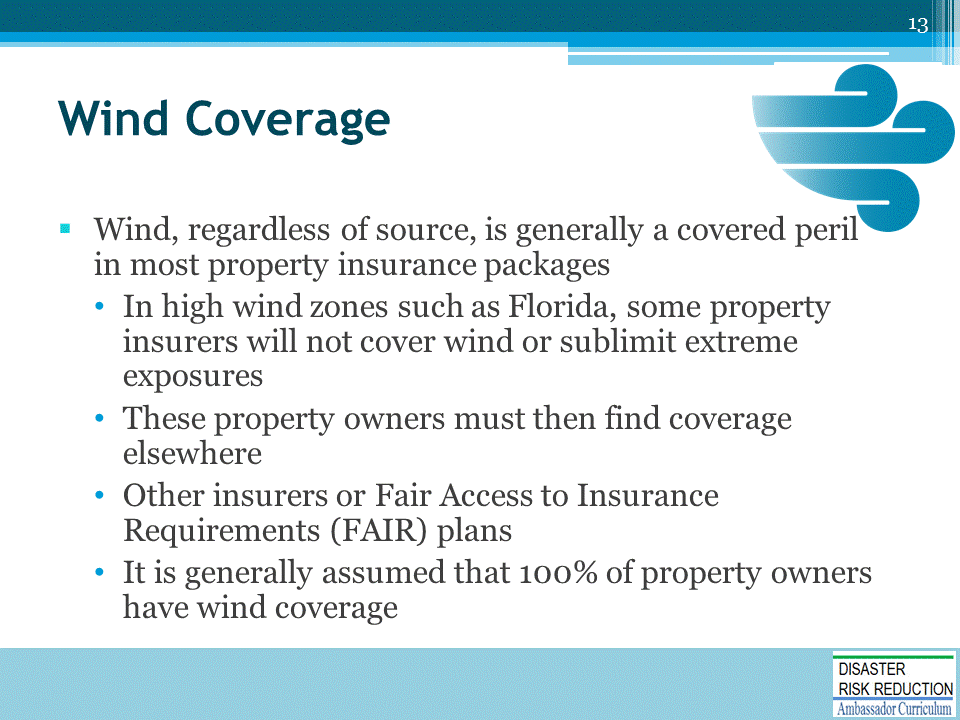 13
Wind Coverage
▪ Wind, regardless of source, is generally a covered peril
in most property insurance packages
• In high wind zones such as Florida, some property
insurers will not cover wind or sublimit extreme
exposures
• These property owners must then find coverage
elsewhere
• Other insurers or Fair Access to Insurance
Requirements (FAIR) plans
• It is generally assumed that 100% of property owners
have wind coverage
DISASTER
RISK REDUCTION
Ambassador Curriculum